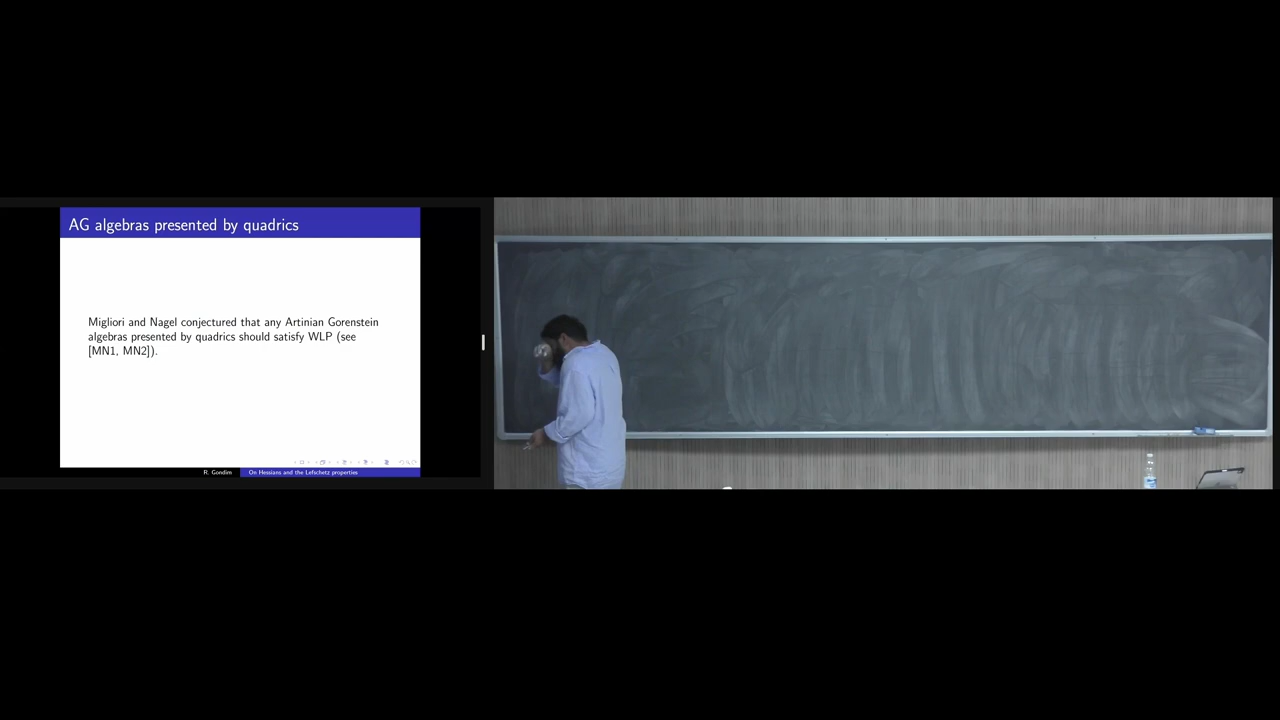 AG algebras presented by quadrics
Migliori and Nagel conjectured that any Artinian Gorenstein
algebras presented by quadrics should satisfy WLP (see
[MN1, MN2]).
R. Gondim
On Hessians and the Lefschetz properties